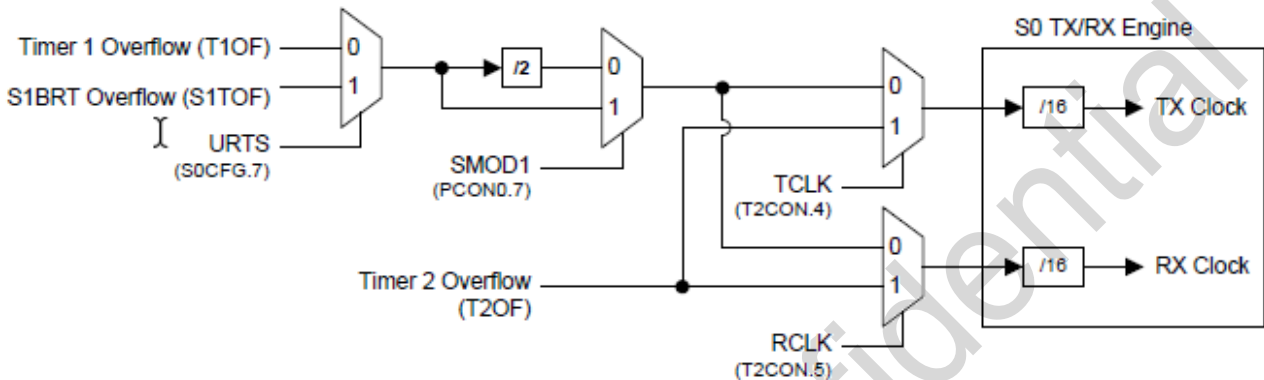 S0 TX/RX Engine
Timer 1 Overflow (T1OF)
0
S1BRT Overflow (S1TOF)
1
URTS
(S0CFG.7)
/2
0
1
SMOD1
(PCON0.7)
0
1
TCLK
(T2CON.4)
/16
TX Clock
Timer 2 Overflow
(T2OF)
0
1
RCLK
(T2CON.5)
/16
RX Clock